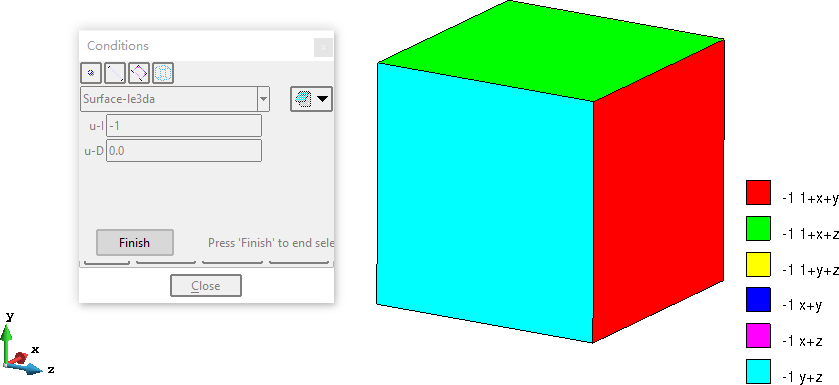 Conditions
x
Surface-le3da
u-I -1
u-D 0.0
Finish Press 'Finish' to end sele
Close
-1 1+x+y
-1 1+x+z
-1 1+y+z
-1 x+y
-1 x+z
-1 y+z
y
x
z